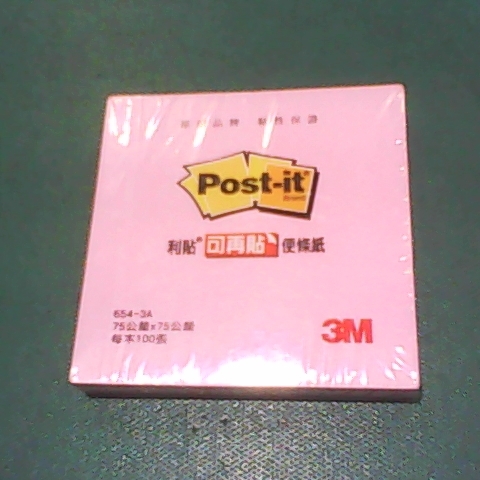 Post-it®
Brand
利貼® 可再貼 便條紙
654-3A
75公釐x75公釐
每本100張
3M